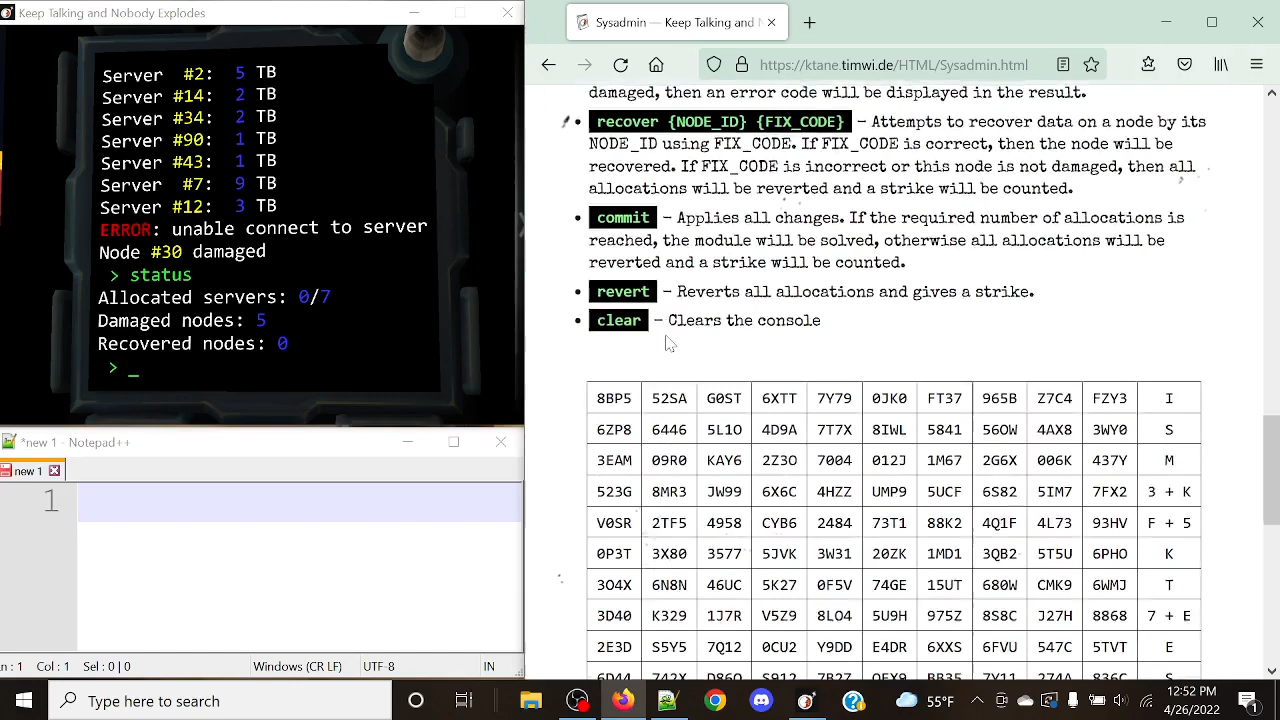 Keep Talking and Nobody Explodes
Server #2: 5 TB
Server #14: 2 TB
Server #34: 2 TB
Server #90: 1 TB
Server #43: 1 TB
Server #7: 9 TB
Server #12: 3 TB
ERROR: unable connect to server
Node #30 damaged
> status
Allocated servers: 0/7
Damaged nodes: 5
Recovered nodes: 0
> _
*new 1 - Notepad++
new 1
1
Ln : 1 Col : 1 Sel : 0 | 0 Windows (CR LF) UTF-8 IN
Sysadmin — Keep Talking and N
https://ktane.timwi.de/HTML/Sysadmin.html
damaged, then an error code will be displayed in the result.
• recover {NODE_ID} {FIX_CODE} – Attempts to recover data on a node by its
NODE_ID using FIX_CODE. If FIX_CODE is correct, then the node will be
recovered. If FIX_CODE is incorrect or this node is not damaged, then all
allocations will be reverted and a strike will be counted.
• commit – Applies all changes. If the required number of allocations is
reached, the module will be solved, otherwise all allocations will be
reverted and a strike will be counted.
• revert – Reverts all allocations and gives a strike.
• clear – Clears the console
8BP5 52SA G0ST 6XTT 7Y79 0JK0 FT37 965B Z7C4 FZY3 I
6ZP8 6446 5L1O 4D9A 7T7X 8IWL 5841 56OW 4AX8 3WY0 S
3EAM 09R0 KAY6 2Z3O 7004 012J 1M67 2G6X 006K 437Y M
523G 8MR3 JW99 6X6C 4HZZ UMP9 5UCF 6S82 5IM7 7FX2 3 + K
V0SR 2TF5 4958 CYB6 2484 73T1 88K2 4Q1F 4L73 93HV F + 5
0P3T 3X80 3577 5JVK 3W31 20ZK 1MD1 3QB2 5T5U 6PHO K
3O4X 6N8N 46UC 5K27 0F5V 74GE 15UT 680W CMK9 6WMJ T
3D40 K329 1J7R V5Z9 8LO4 5U9H 975Z 8S8C J27H 8868 7 + E
2E3D S5Y5 7Q12 0CU2 Y9DD E4DR 6XXS 6FVU 547C 5TVT E
Type here to search
55°F
12:52 PM
4/26/2022